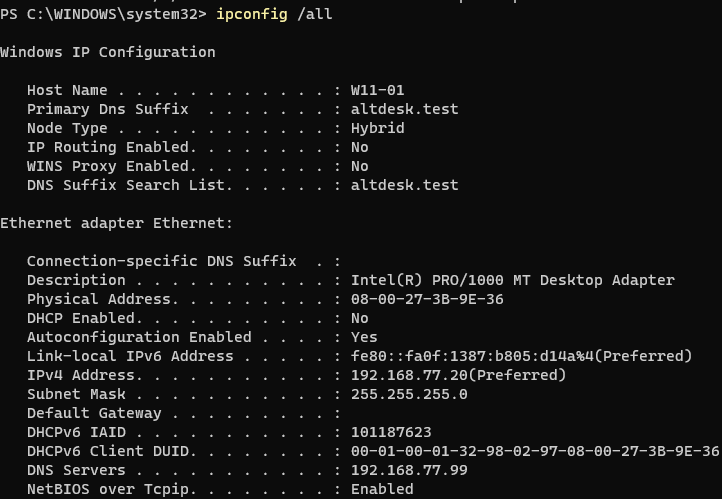 PS C:\WINDOWS\system32> ipconfig /all
Windows IP Configuration
Host Name . . . . . . . . . . . . : W11-01
Primary Dns Suffix  . . . . . . . : altdesk.test
Node Type . . . . . . . . . . . . : Hybrid
IP Routing Enabled. . . . . . . . : No
WINS Proxy Enabled. . . . . . . . : No
DNS Suffix Search List. . . . . . : altdesk.test
Ethernet adapter Ethernet:
Connection-specific DNS Suffix  . :
Description . . . . . . . . . . . : Intel(R) PRO/1000 MT Desktop Adapter
Physical Address. . . . . . . . . : 08-00-27-3B-9E-36
DHCP Enabled. . . . . . . . . . . : No
Autoconfiguration Enabled . . . . : Yes
Link-local IPv6 Address . . . . . : fe80::fa0f:1387:b805:d14a%4(Preferred)
IPv4 Address. . . . . . . . . . . : 192.168.77.20(Preferred)
Subnet Mask . . . . . . . . . . . : 255.255.255.0
Default Gateway . . . . . . . . . :
DHCPv6 IAID . . . . . . . . . . . : 101187623
DHCPv6 Client DUID. . . . . . . . : 00-01-00-01-32-98-02-97-08-00-27-3B-9E-36
DNS Servers . . . . . . . . . . . : 192.168.77.99
NetBIOS over Tcpip. . . . . . . . : Enabled